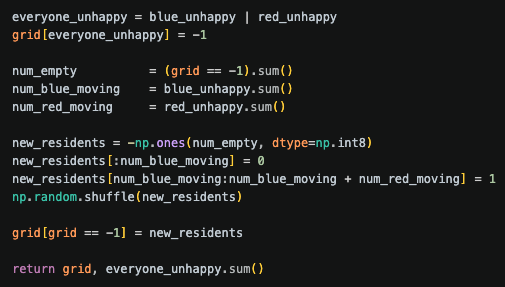 everyone_unhappy = blue_unhappy | red_unhappy
grid[everyone_unhappy] = -1
num_empty = (grid == -1).sum()
num_blue_moving = blue_unhappy.sum()
num_red_moving = red_unhappy.sum()
new_residents = -np.ones(num_empty, dtype=np.int8)
new_residents[:num_blue_moving] = 0
new_residents[num_blue_moving:num_blue_moving + num_red_moving] = 1
np.random.shuffle(new_residents)
grid[grid == -1] = new_residents
return grid, everyone_unhappy.sum()